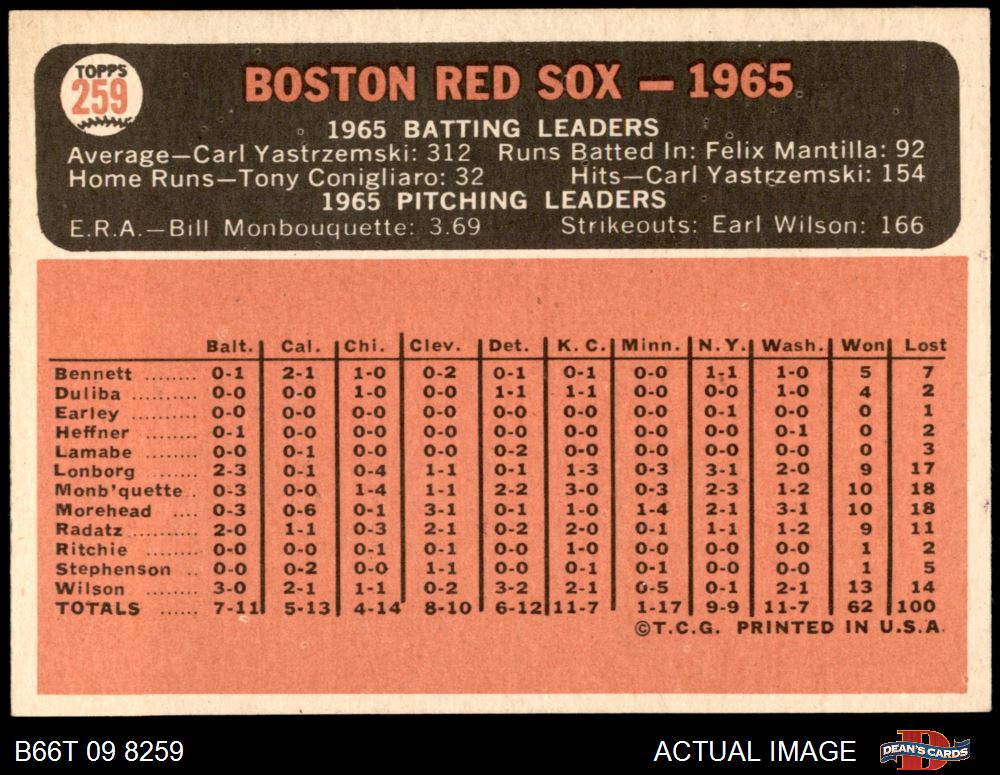 TOPPS
259
BOSTON RED SOX — 1965
1965 BATTING LEADERS
Average—Carl Yastrzemski: 312 Runs Batted In: Felix Mantilla: 92
Home Runs—Tony Conigliaro: 32 Hits—Carl Yastrzemski: 154
1965 PITCHING LEADERS
E.R.A.—Bill Monbouquette: 3.69 Strikeouts: Earl Wilson: 166
Balt. Cal. Chi. Clev. Det. K. C. Minn. N. Y. Wash. Won Lost
Bennett ........ 0-1 2-1 1-0 0-2 0-1 0-1 0-0 1-1 1-0 5 7
Duliba ......... 0-0 0-0 1-0 0-0 1-1 1-1 0-0 0-0 1-0 4 2
Earley ......... 0-0 0-0 0-0 0-0 0-0 0-0 0-0 0-1 0-0 0 1
Heffner ........ 0-1 0-0 0-0 0-0 0-0 0-0 0-0 0-0 0-1 0 2
Lamabe ........ 0-0 0-1 0-0 0-0 0-2 0-0 0-0 0-0 0-0 0 3
Lonborg ....... 2-3 0-1 0-4 1-1 0-1 1-3 0-3 3-1 2-0 9 17
Monb'quette . 0-3 0-0 1-4 1-1 2-2 3-0 0-3 2-3 1-2 10 18
Morehead .... 0-3 0-6 0-1 3-1 0-1 1-0 1-4 2-1 3-1 10 18
Radatz .......... 2-0 1-1 0-3 2-1 0-2 2-0 0-1 1-1 1-2 9 11
Ritchie ......... 0-0 0-0 0-1 0-1 0-0 1-0 0-0 0-0 0-0 1 2
Stephenson .. 0-0 0-2 0-0 1-1 0-0 0-1 0-1 0-0 0-0 1 5
Wilson ......... 3-0 2-1 1-1 0-2 3-2 2-1 0-5 0-1 2-1 13 14
TOTALS ...... 7-11 5-13 4-14 8-10 6-12 11-7 1-17 9-9 11-7 62 100
©T.C.G. PRINTED IN U.S.A.
B66T 09 8259 ACTUAL IMAGE DEAN'S CARDS